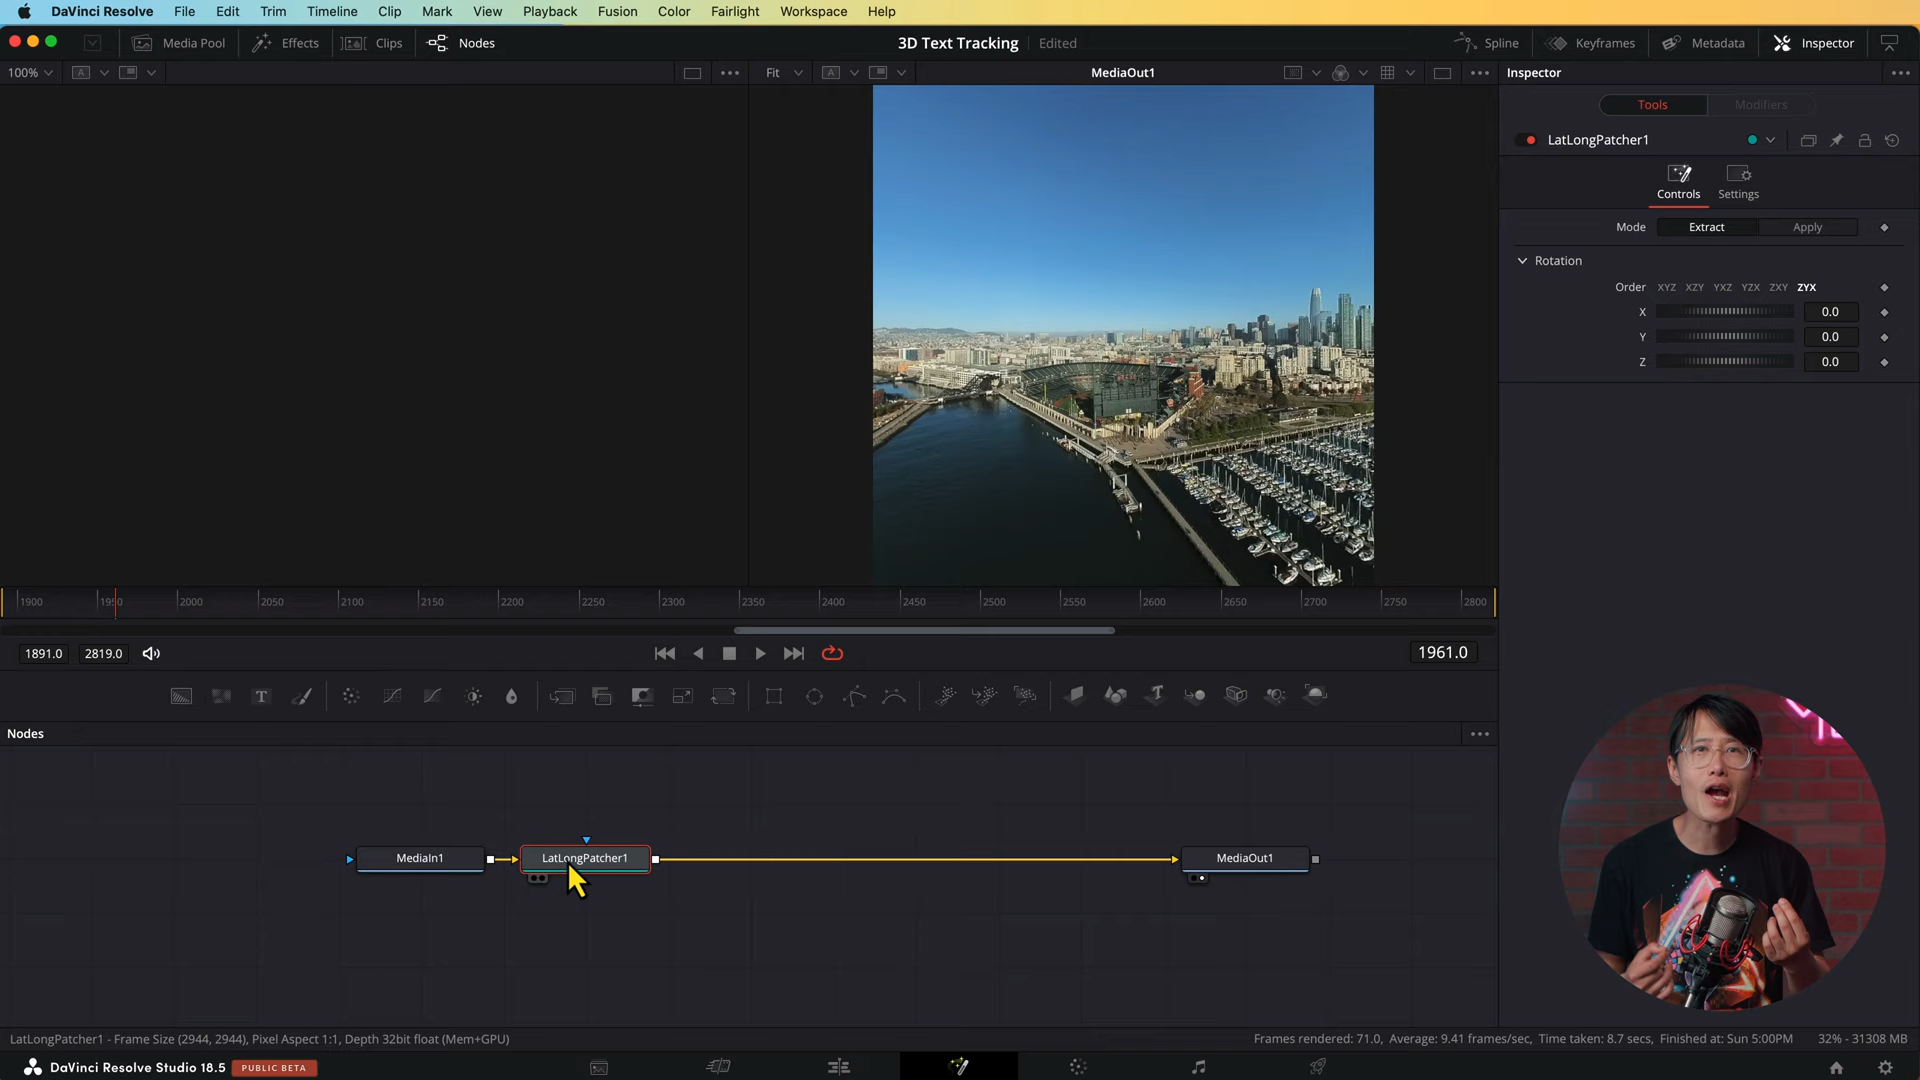 DaVinci Resolve File Edit Trim Timeline Clip Mark View Playback Fusion Color Fairlight Workspace Help
Media Pool Effects Clips Nodes 3D Text Tracking Edited Spline Keyframes Metadata Inspector
100% A Fit A MediaOut1 Inspector
Tools Modifiers
LatLongPatcher1
Controls Settings
Mode Extract Apply
Rotation
Order XYZ XZY YXZ YZX ZXY ZYX
X 0.0
Y 0.0
Z 0.0
1900 1950 2000 2050 2100 2150 2200 2250 2300 2350 2400 2450 2500 2550 2600 2650 2700 2750 2800
1891.0 2819.0 1961.0
T T
Nodes
MediaIn1 LatLongPatcher1 MediaOut1
LatLongPatcher1 - Frame Size (2944, 2944), Pixel Aspect 1:1, Depth 32bit float (Mem+GPU) Frames rendered: 71.0, Average: 9.41 frames/sec, Time taken: 8.7 secs, Finished at: Sun 5:00PM 32% - 31308 MB
DaVinci Resolve Studio 18.5 PUBLIC BETA